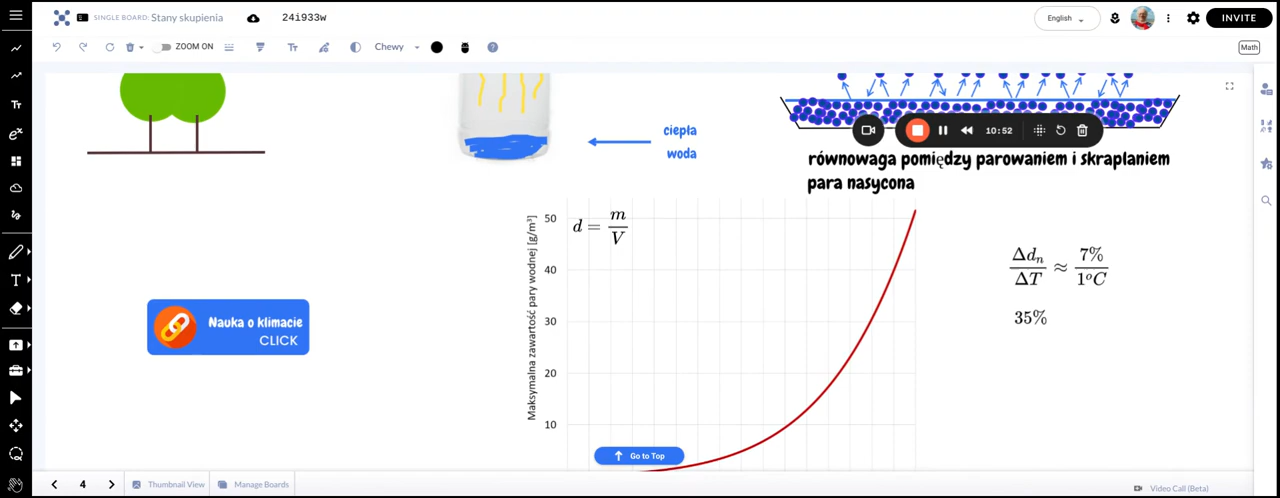 SINGLE BOARD: Stany skupienia
24i933w
English
INVITE
ZOOM ON
Chewy
Math
ciepła
woda
10:52
równowaga pomiędzy parowaniem i skraplaniem
para nasycona
Maksymalna zawartość pary wodnej [g/m³]
50
40
30
20
10
d = m/V
Δdₙ/ΔT ≈ 7%/1°C
35%
Nauka o klimacie
CLICK
Go to Top
4
Thumbnail View
Manage Boards
Video Call (Beta)